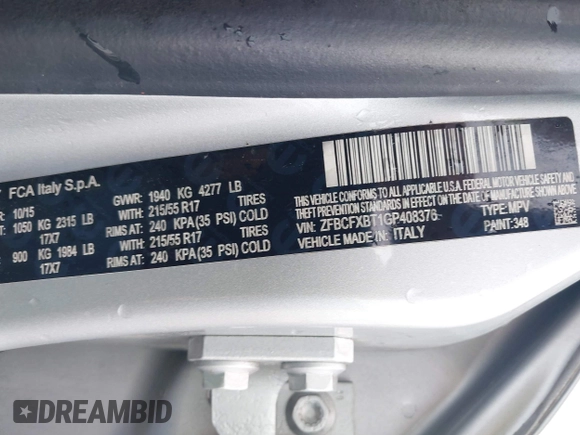 FCA Italy S.p.A.
10/15 GVWR: 1940 KG 4277 LB
1050 KG 2315 LB WITH: 215/55 R17 TIRES
17X7 RIMS AT: 240 KPA (35 PSI) COLD
900 KG 1984 LB WITH: 215/55 R17 TIRES
17X7 RIMS AT: 240 KPA (35 PSI) COLD
THIS VEHICLE CONFORMS TO ALL APPLICABLE U.S.A. FEDERAL MOTOR VEHICLE
SAFETY, BUMPER, AND THEFT PREVENTION STANDARDS IN
EFFECT ON THE DATE OF MANUFACTURE SHOWN ABOVE.
VIN: ZFBCFXBT1GP408376 TYPE: MPV
VEHICLE MADE IN: ITALY PAINT: 348
DREAMBID